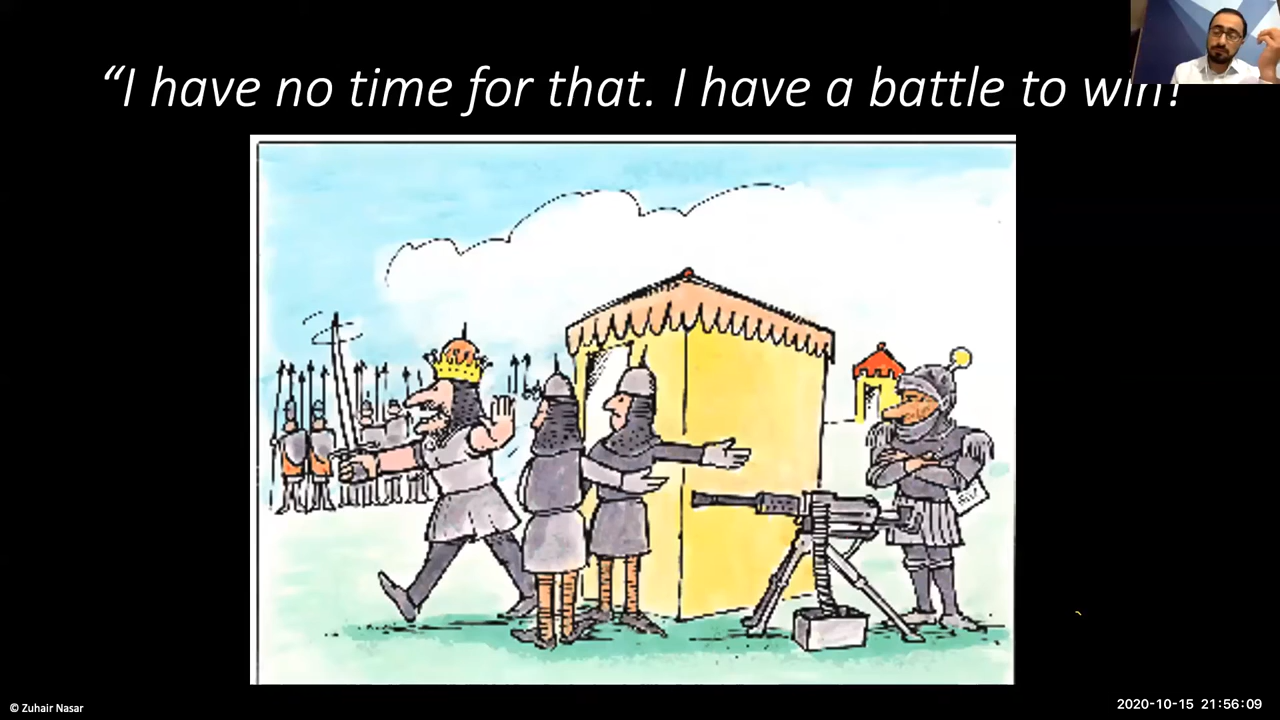 “I have no time for that. I have a battle to win!
© Zuhair Nasar
2020-10-15 21:56:09